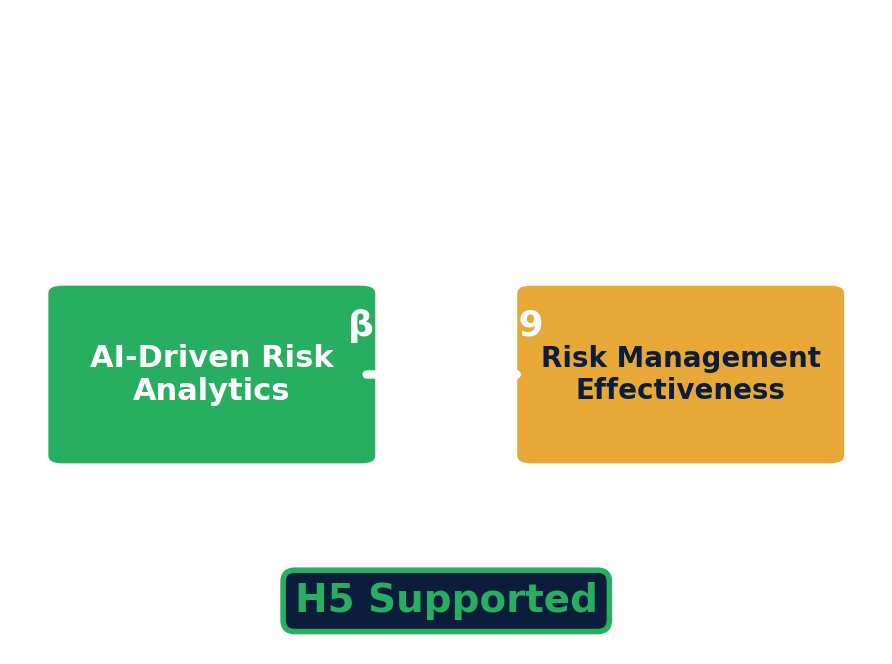 β 9
AI-Driven Risk
Analytics
Risk Management
Effectiveness
H5 Supported